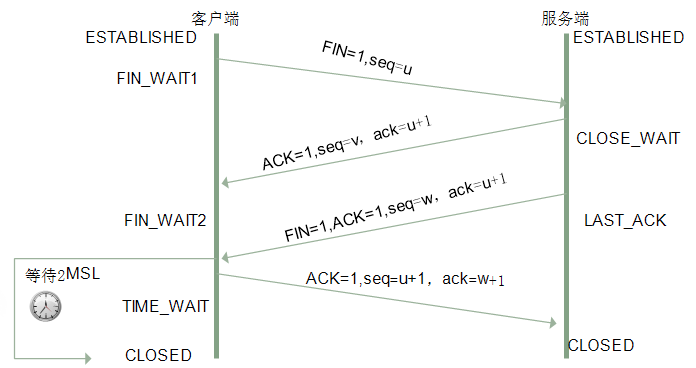 客户端
服务端
ESTABLISHED
ESTABLISHED
FIN=1,seq=u
FIN_WAIT1
ACK=1,seq=v，ack=u+1
CLOSE_WAIT
FIN=1,ACK=1,seq=w，ack=u+1
FIN_WAIT2
LAST_ACK
等待2MSL
ACK=1,seq=u+1，ack=w+1
TIME_WAIT
CLOSED
CLOSED